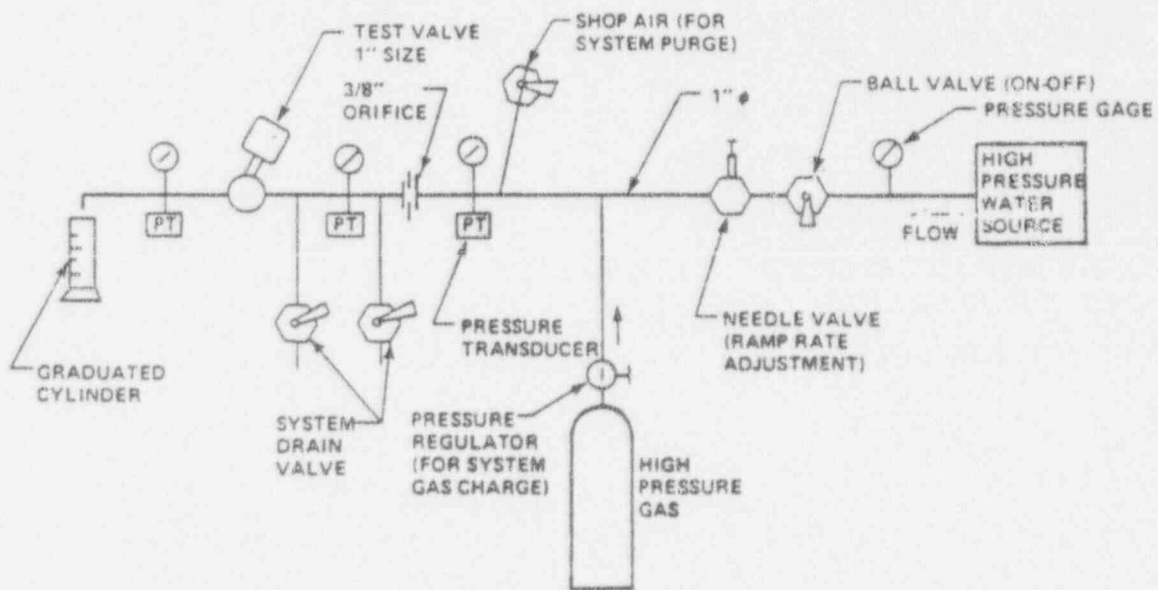 TEST VALVE
1" SIZE
3/8"
ORIFICE
SHOP AIR (FOR
SYSTEM PURGE)
1" ϕ
BALL VALVE (ON-OFF)
PRESSURE GAGE
HIGH
PRESSURE
WATER
SOURCE
FLOW
PT
PT
PT
GRADUATED
CYLINDER
SYSTEM
DRAIN
VALVE
PRESSURE
TRANSDUCER
PRESSURE
REGULATOR
(FOR SYSTEM
GAS CHARGE)
HIGH
PRESSURE
GAS
NEEDLE VALVE
(RAMP RATE
ADJUSTMENT)